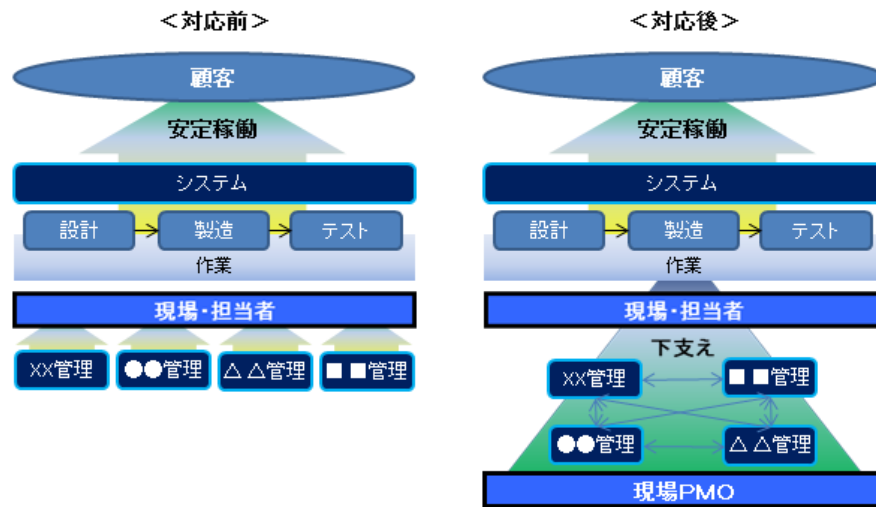 ＜対応前＞
顧客
安定稼働
システム
設計
製造
テスト
作業
現場・担当者
××管理
●●管理
△△管理
■■管理
＜対応後＞
顧客
安定稼働
システム
設計
製造
テスト
作業
現場・担当者
下支え
××管理
■■管理
●●管理
△△管理
現場PMO